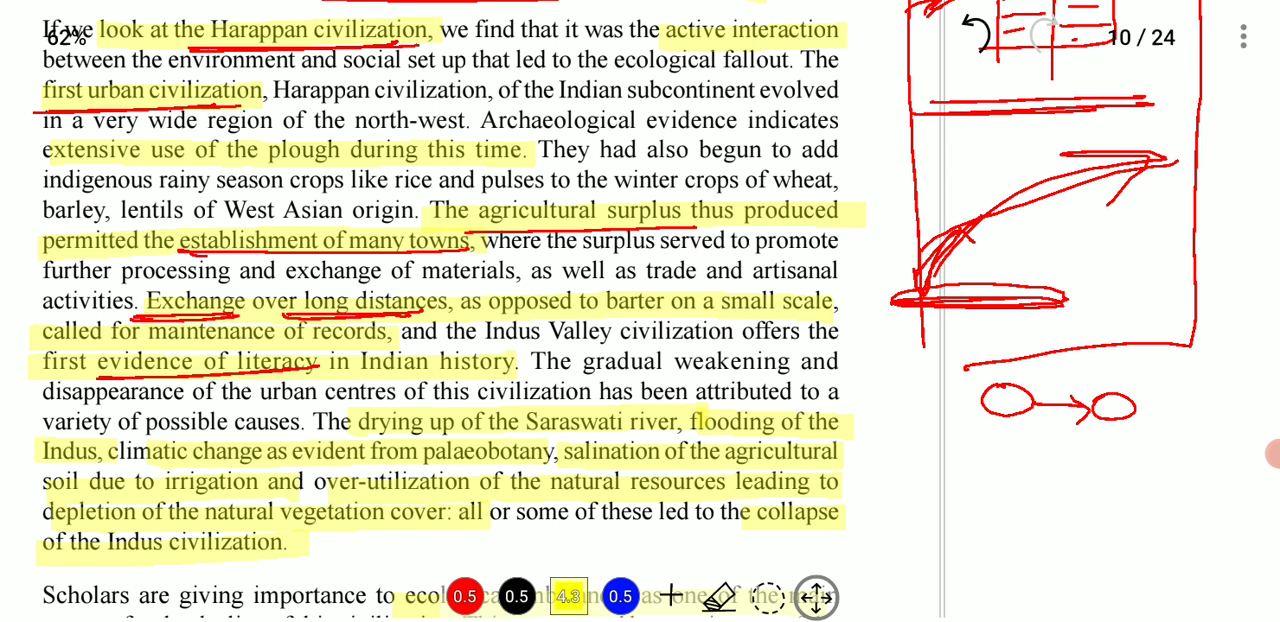 If we look at the Harappan civilization, we find that it was the active interaction
62%
10 / 24
between the environment and social set up that led to the ecological fallout. The
first urban civilization, Harappan civilization, of the Indian subcontinent evolved
in a very wide region of the north-west. Archaeological evidence indicates
extensive use of the plough during this time. They had also begun to add
indigenous rainy season crops like rice and pulses to the winter crops of wheat,
barley, lentils of West Asian origin. The agricultural surplus thus produced
permitted the establishment of many towns, where the surplus served to promote
further processing and exchange of materials, as well as trade and artisanal
activities. Exchange over long distances, as opposed to barter on a small scale,
called for maintenance of records, and the Indus Valley civilization offers the
first evidence of literacy in Indian history. The gradual weakening and
disappearance of the urban centres of this civilization has been attributed to a
variety of possible causes. The drying up of the Saraswati river, flooding of the
Indus, climatic change as evident from palaeobotany, salination of the agricultural
soil due to irrigation and over-utilization of the natural resources leading to
depletion of the natural vegetation cover: all or some of these led to the collapse
of the Indus civilization.
Scholars are giving importance to as one of the
0.5 0.5 4.3 0.5